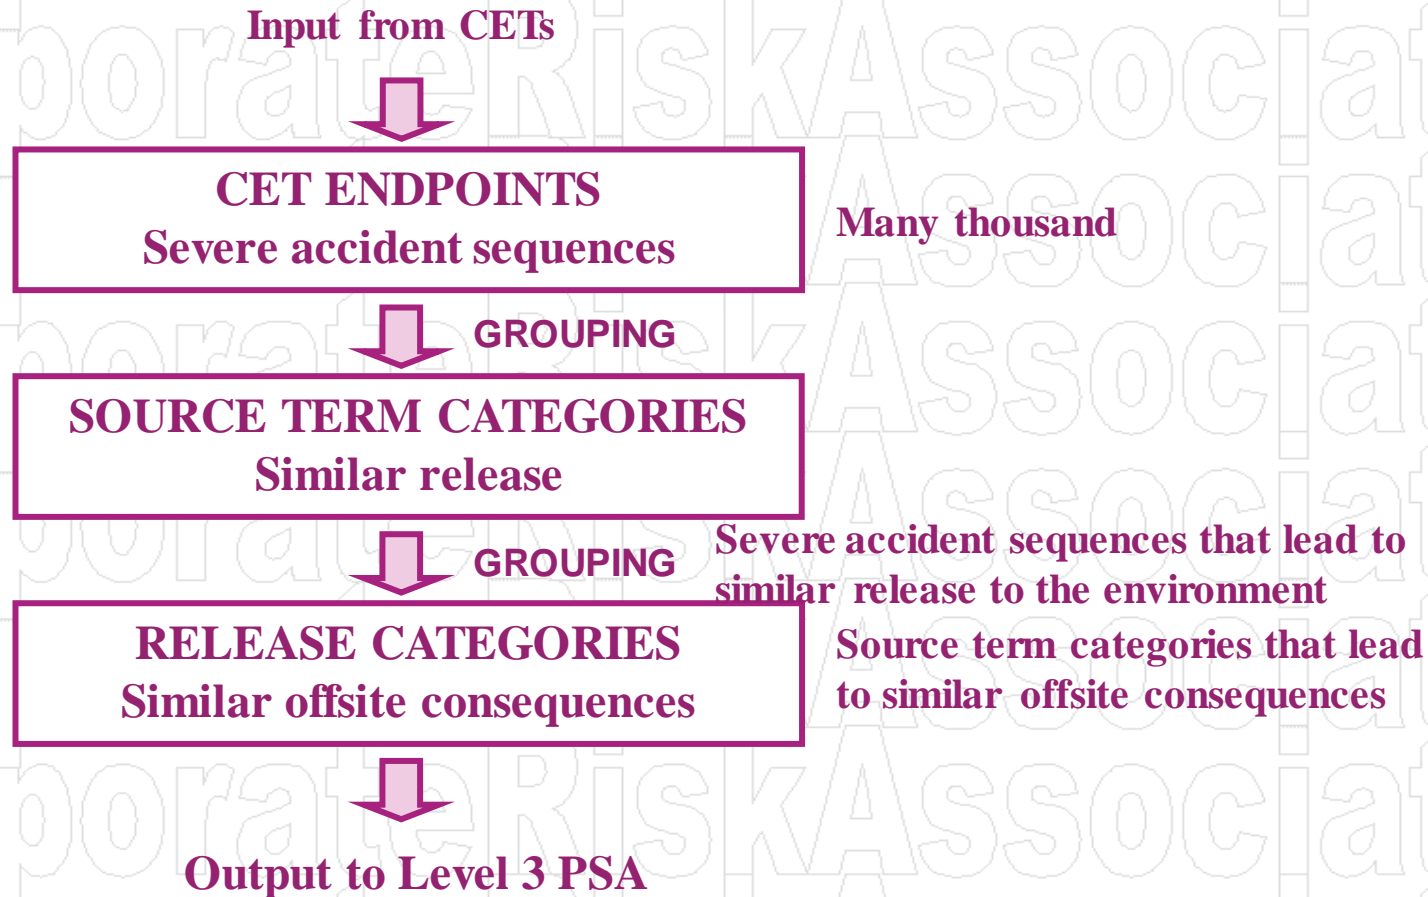 Input from CETs
CET ENDPOINTS
Severe accident sequences
Many thousand
GROUPING
SOURCE TERM CATEGORIES
Similar release
GROUPING
Severe accident sequences that lead to
similar release to the environment
RELEASE CATEGORIES
Similar offsite consequences
Source term categories that lead
to similar offsite consequences
Output to Level 3 PSA
porateRiskAssociat